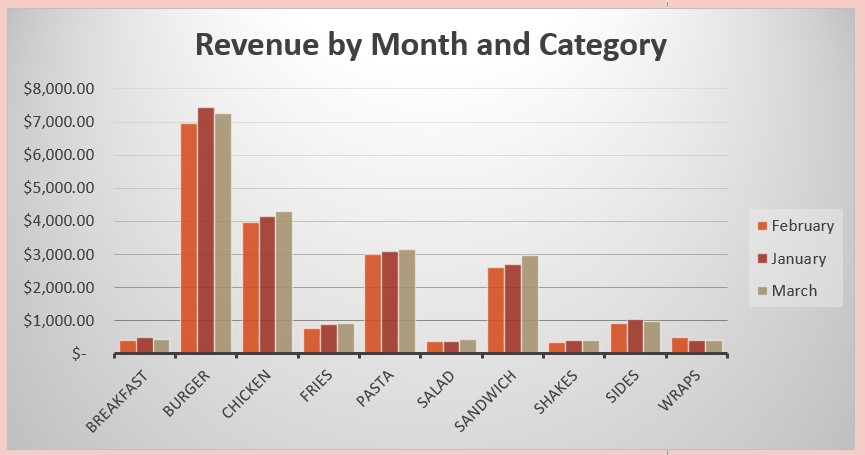 Revenue by Month and Category
$8,000.00
$7,000.00
$6,000.00
$5,000.00
$4,000.00
$3,000.00
$2,000.00
$1,000.00
$-
BREAKFAST
BURGER
CHICKEN
FRIES
PASTA
SALAD
SANDWICH
SHAKES
SIDES
WRAPS
February
January
March